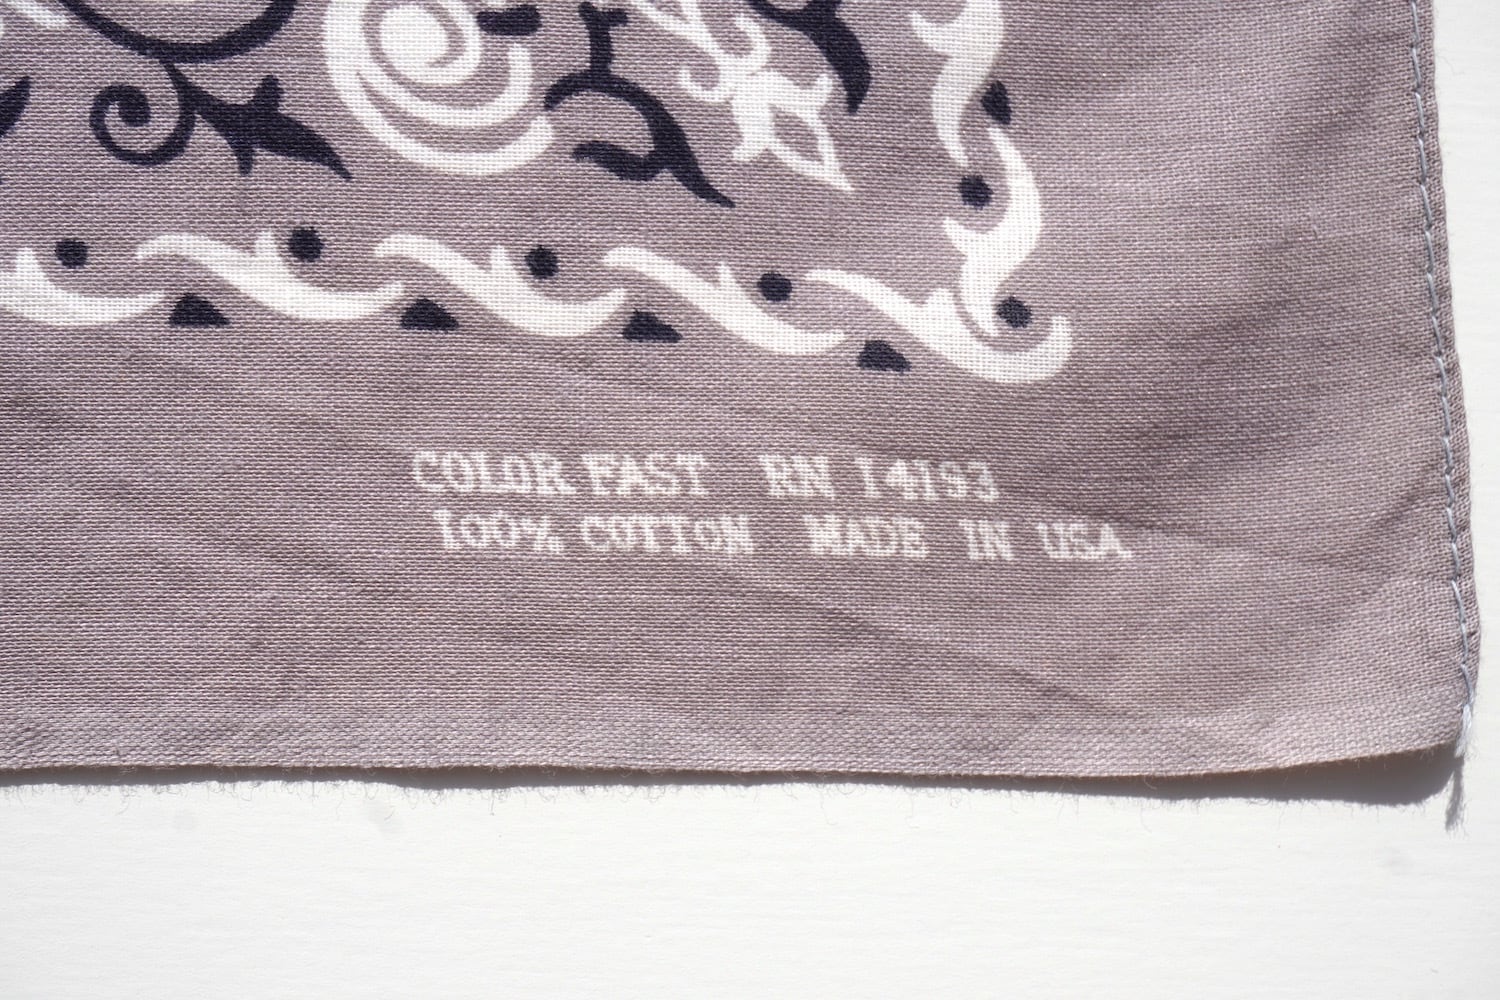 COLOR FAST RN 14193
100% COTTON MADE IN USA